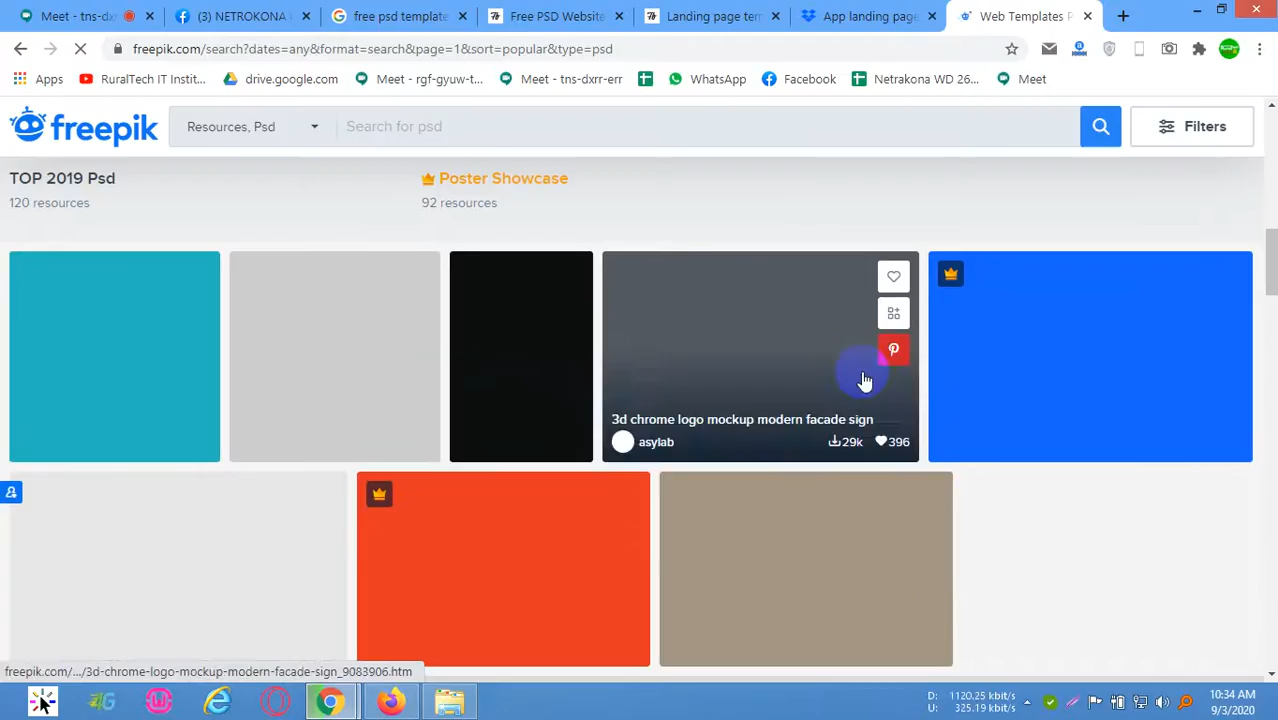 Meet - tns-dx
(3) NETROKONA
free psd template
Free PSD Website
Landing page tem
App landing page
Web Templates P
freepik.com/search?dates=any&format=search&page=1&sort=popular&type=psd
Apps
RuralTech IT Instit...
drive.google.com
Meet - rgf-gyuw-t...
Meet - tns-dxrr-err
WhatsApp
Facebook
Netrakona WD 26...
Meet
freepik
Resources, Psd
Search for psd
Filters
TOP 2019 Psd
Poster Showcase
120 resources
92 resources
3d chrome logo mockup modern facade sign
asylab
29k
396
freepik.com/.../3d-chrome-logo-mockup-modern-facade-sign_9083906.htm
D: 1120.25 kbit/s
U: 325.19 kbit/s
10:34 AM
9/3/2020